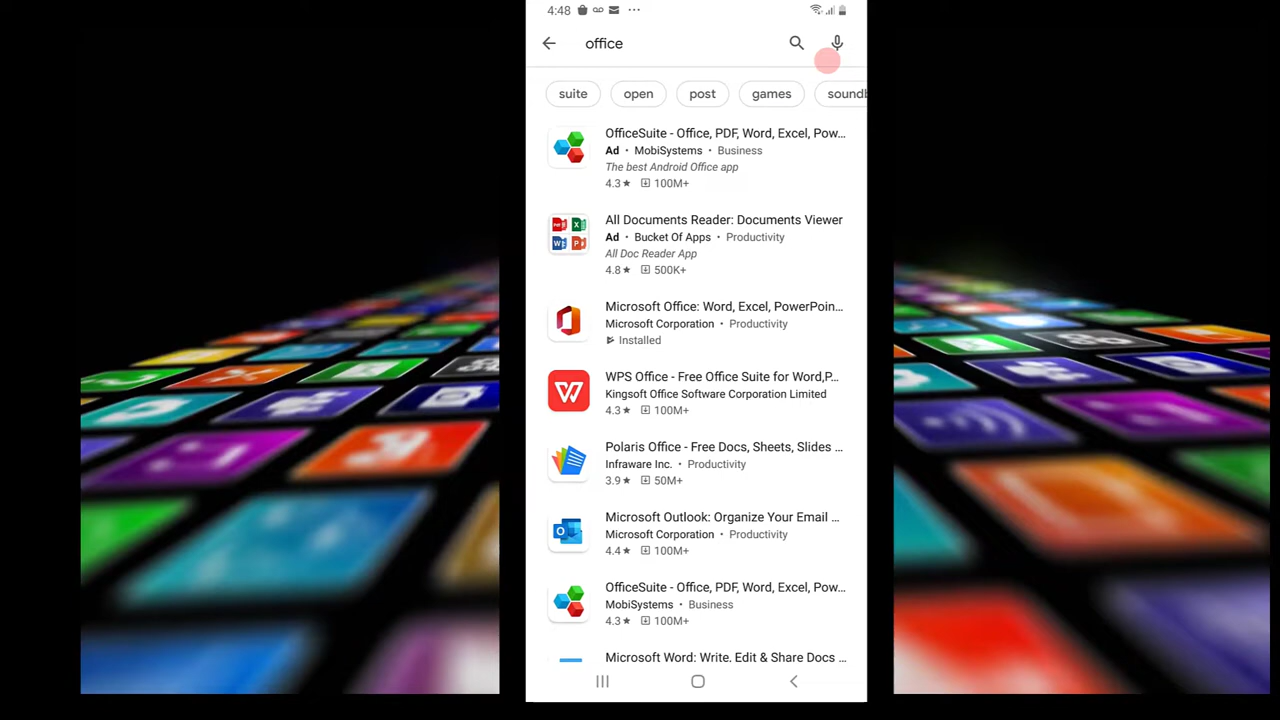 4:48
office
suite
open
post
games
soundb
OfficeSuite - Office, PDF, Word, Excel, Pow...
Ad • MobiSystems • Business
The best Android Office app
4.3★ 100M+
All Documents Reader: Documents Viewer
Ad • Bucket Of Apps • Productivity
All Doc Reader App
4.8★ 500K+
Microsoft Office: Word, Excel, PowerPoin...
Microsoft Corporation • Productivity
Installed
WPS Office - Free Office Suite for Word,P...
Kingsoft Office Software Corporation Limited
4.3★ 100M+
Polaris Office - Free Docs, Sheets, Slides ...
Infraware Inc. • Productivity
3.9★ 50M+
Microsoft Outlook: Organize Your Email ...
Microsoft Corporation • Productivity
4.4★ 100M+
OfficeSuite - Office, PDF, Word, Excel, Pow...
MobiSystems • Business
4.3★ 100M+
Microsoft Word: Write, Edit & Share Docs ...